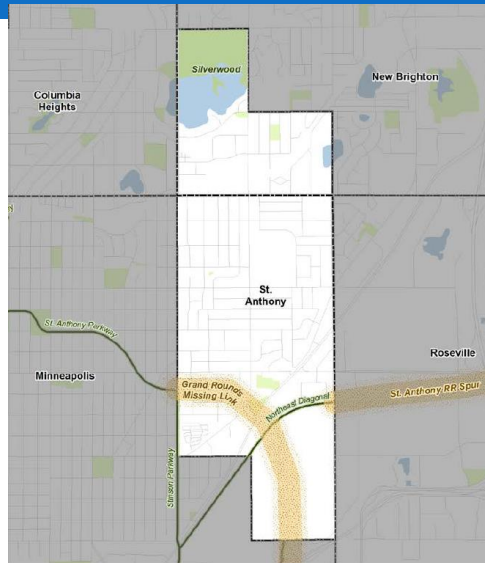 Silverwood
Columbia
Heights
New Brighton
St.
Anthony
St. Anthony Parkway
Roseville
Minneapolis
Grand Rounds
Missing Link
Northeast Diagonal
St. Anthony RR Spur
Stinson Parkway